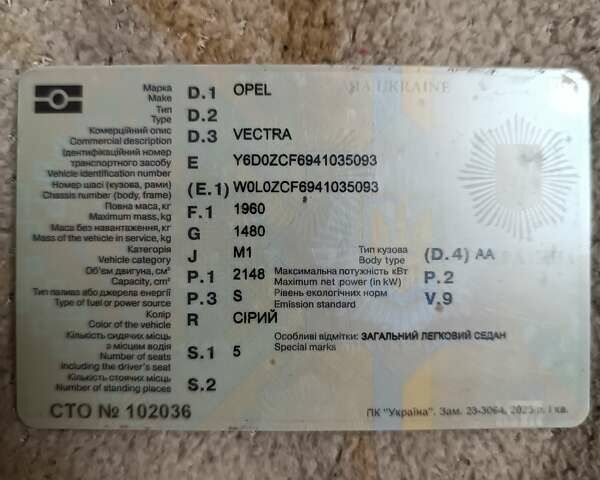 Марка D.1 OPEL
Make
Тип D.2
Type
Комерційний опис D.3 VECTRA
Commercial description
Ідентифікаційний номер
транспортного засобу E Y6D0ZCF6941035093
Vehicle identification number
Номер шасі (кузова, рами) (E.1) W0L0ZCF6941035093
Chassis number (body, frame)
Повна маса, кг F.1 1960
Maximum mass, kg
Маса без навантаження, кг G 1480
Mass of the vehicle in service, kg
Категорія J M1 Тип кузова (D.4) AA
Vehicle category Body type
Об'єм двигуна, см³ P.1 2148 Максимальна потужність кВт P.2
Capacity, cm³ Maximum net power (in kW)
Тип палива або джерела енергії P.3 S Рівень екологічних норм V.9
Type of fuel or power source Emission standard
Колір R СІРИЙ
Color of the vehicle
Кількість сидячих місць Особливі відмітки: ЗАГАЛЬНИЙ ЛЕГКОВИЙ СЕДАН
з місцем водія S.1 5 Special marks
Number of seats
including the driver's seat
Кількість стоячих місць S.2
Number of standing places
СТО № 102036
ПК "Україна". Зам. 23-3064, 2023 р. I кв.
UKRAINE